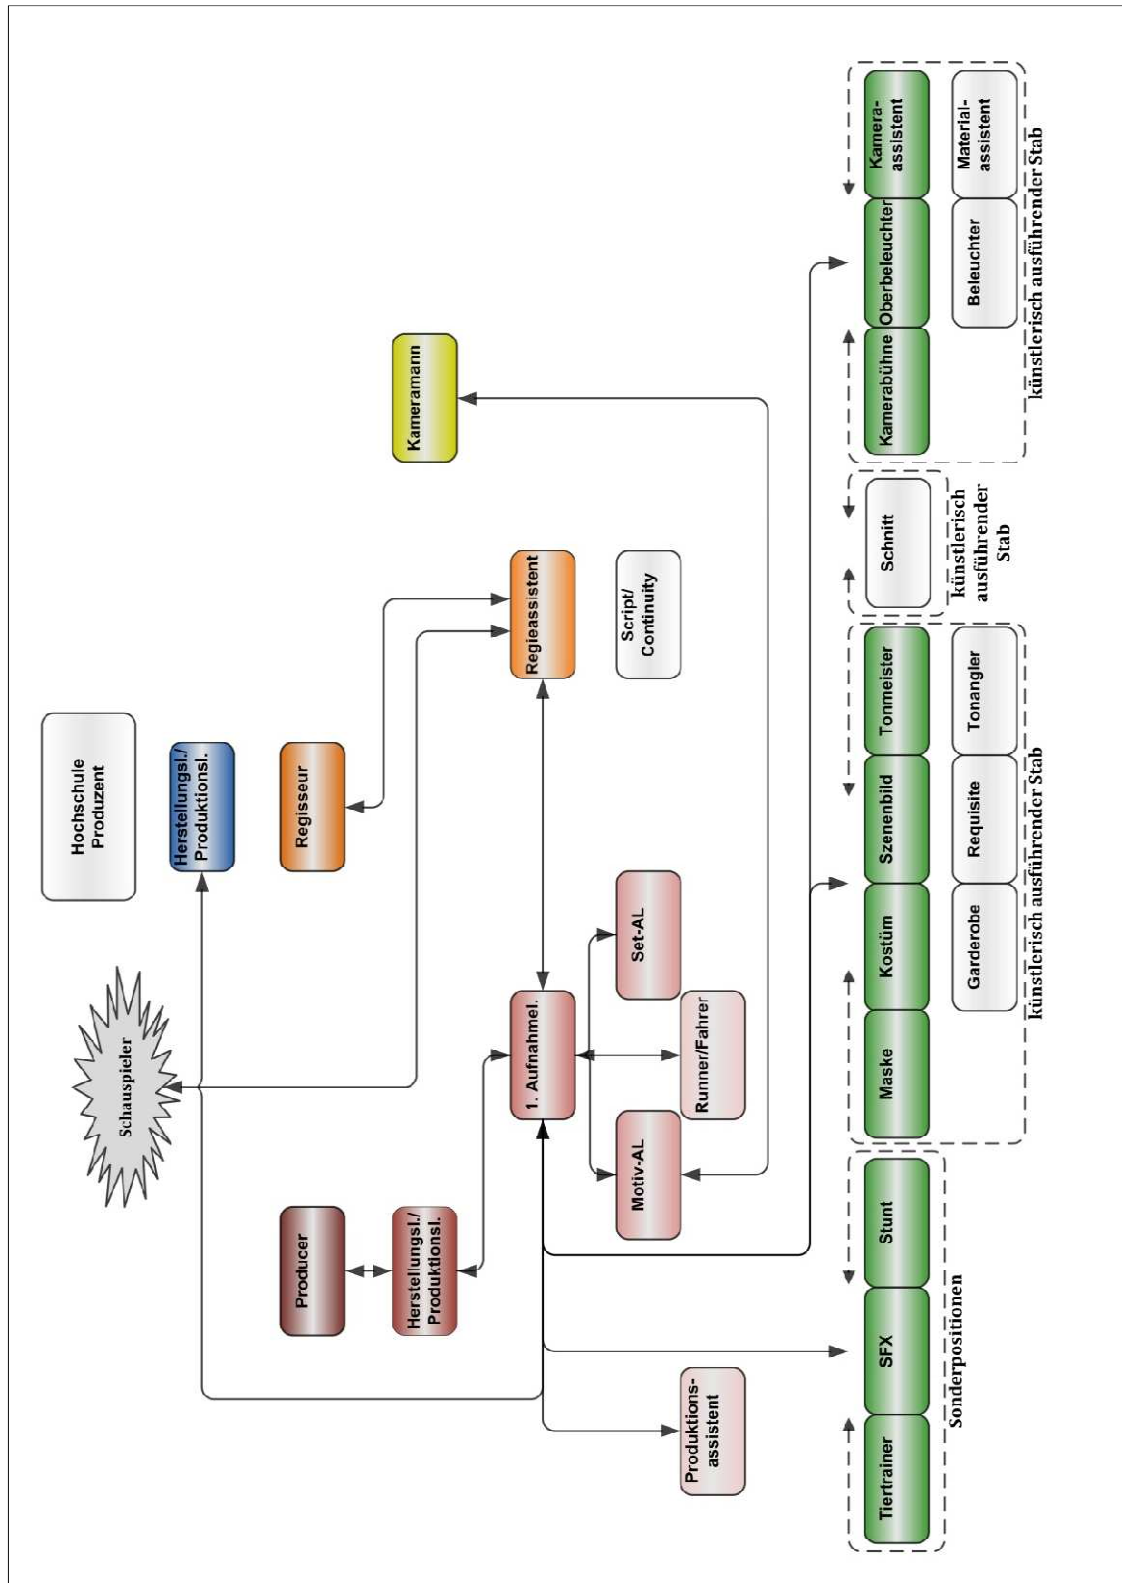 Schauspieler
Hochschule
Produzent
Herstellungsl./
Produktionsl.
Producer
Regisseur
Herstellungsl./
Produktionsl.
Kameramann
1. Aufnahmel.
Regieassistent
Motiv-AL
Set-AL
Script/
Continuity
Produktions-
assistent
Runner/Fahrer
Tiertrainer
SFX
Stunt
Sonderpositionen
Maske
Kostüm
Szenenbild
Tonmeister
Garderobe
Requisite
Tonangler
künstlerisch ausführender Stab
Schnitt
künstlerisch
ausführender
Stab
Kamerabühne
Oberbeleuchter
Kamera-
assistent
Beleuchter
Material-
assistent
künstlerisch ausführender Stab